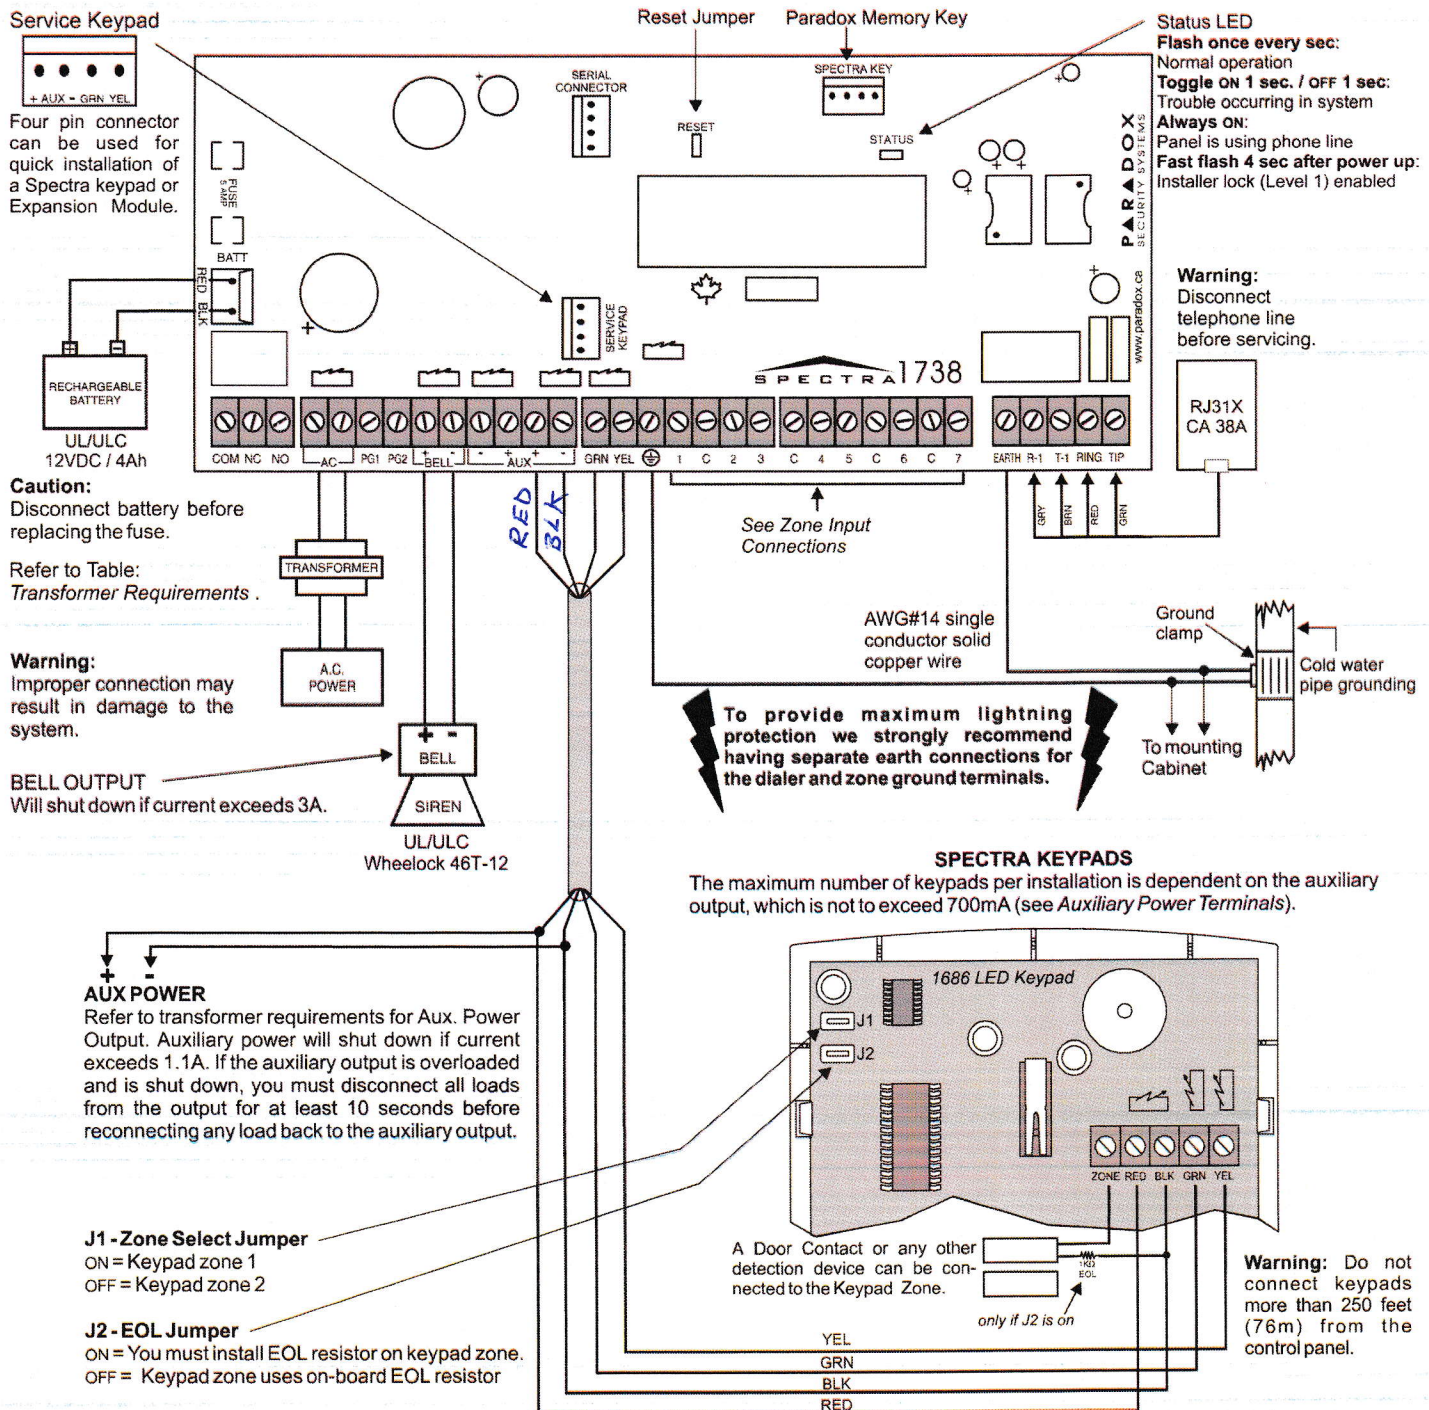 Service Keypad
+ AUX - GRN YEL
Four pin connector
can be used for
quick installation of
a Spectra keypad or
Expansion Module.
Reset Jumper
Paradox Memory Key
Status LED
Flash once every sec:
Normal operation
Toggle ON 1 sec. / OFF 1 sec:
Trouble occurring in system
Always ON:
Panel is using phone line
Fast flash 4 sec after power up:
Installer lock (Level 1) enabled
SERIAL
CONNECTOR
RESET
SPECTRA KEY
STATUS
PARADOX
SECURITY SYSTEMS
www.paradox.ca
FUSE
5 AMP
BATT
RED
BLK
+ -
RECHARGEABLE
BATTERY
UL/ULC
12VDC / 4Ah
SERVICE
KEYPAD
SPECTRA 1738
COM NC NO
AC PG1 PG2 + BELL - - AUX + + -
GRN YEL
1 C 2 3 C 4 5 C 6 C 7
EARTH R-1 T-1 RING TIP
GRY
BRN
RED
GRN
Warning:
Disconnect
telephone line
before servicing.
RJ31X
CA 38A
Caution:
Disconnect battery before
replacing the fuse.
Refer to Table:
Transformer Requirements .
TRANSFORMER
A.C.
POWER
Warning:
Improper connection may
result in damage to the
system.
BELL OUTPUT
Will shut down if current exceeds 3A.
+ -
BELL
SIREN
UL/ULC
Wheelock 46T-12
RED
BLK
See Zone Input
Connections
AWG#14 single
conductor solid
copper wire
Ground
clamp
Cold water
pipe grounding
To mounting
Cabinet
To provide maximum lightning
protection we strongly recommend
having separate earth connections for
the dialer and zone ground terminals.
SPECTRA KEYPADS
The maximum number of keypads per installation is dependent on the auxiliary
output, which is not to exceed 700mA (see Auxiliary Power Terminals).
+ -
AUX POWER
Refer to transformer requirements for Aux. Power
Output. Auxiliary power will shut down if current
exceeds 1.1A. If the auxiliary output is overloaded
and is shut down, you must disconnect all loads
from the output for at least 10 seconds before
reconnecting any load back to the auxiliary output.
1686 LED Keypad
J1
J2
ZONE RED BLK GRN YEL
J1 - Zone Select Jumper
ON = Keypad zone 1
OFF = Keypad zone 2
J2 - EOL Jumper
ON = You must install EOL resistor on keypad zone.
OFF = Keypad zone uses on-board EOL resistor
A Door Contact or any other
detection device can be con-
nected to the Keypad Zone.
1KΩ
EOL
only if J2 is on
Warning: Do not
connect keypads
more than 250 feet
(76m) from the
control panel.
YEL
GRN
BLK
RED